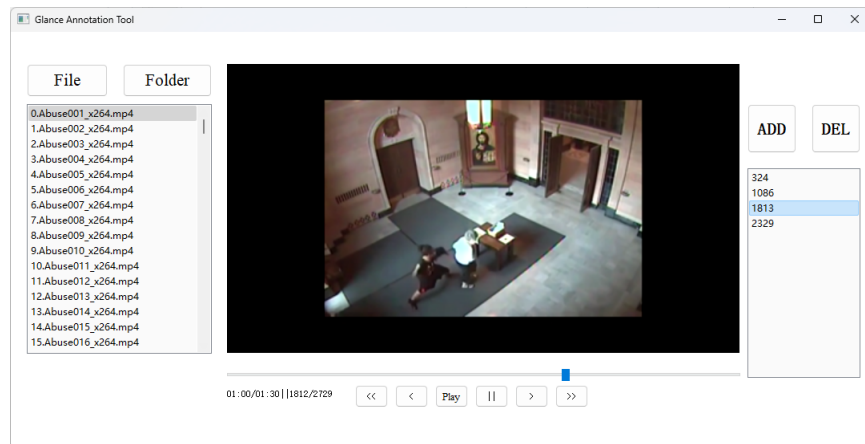 Glance Annotation Tool
File
Folder
0.Abuse001_x264.mp4
1.Abuse002_x264.mp4
2.Abuse003_x264.mp4
3.Abuse004_x264.mp4
4.Abuse005_x264.mp4
5.Abuse006_x264.mp4
6.Abuse007_x264.mp4
7.Abuse008_x264.mp4
8.Abuse009_x264.mp4
9.Abuse010_x264.mp4
10.Abuse011_x264.mp4
11.Abuse012_x264.mp4
12.Abuse013_x264.mp4
13.Abuse014_x264.mp4
14.Abuse015_x264.mp4
15.Abuse016_x264.mp4
ADD
DEL
324
1086
1813
2329
01:00/01:30||1812/2729
<<
<
Play
||
>
>>